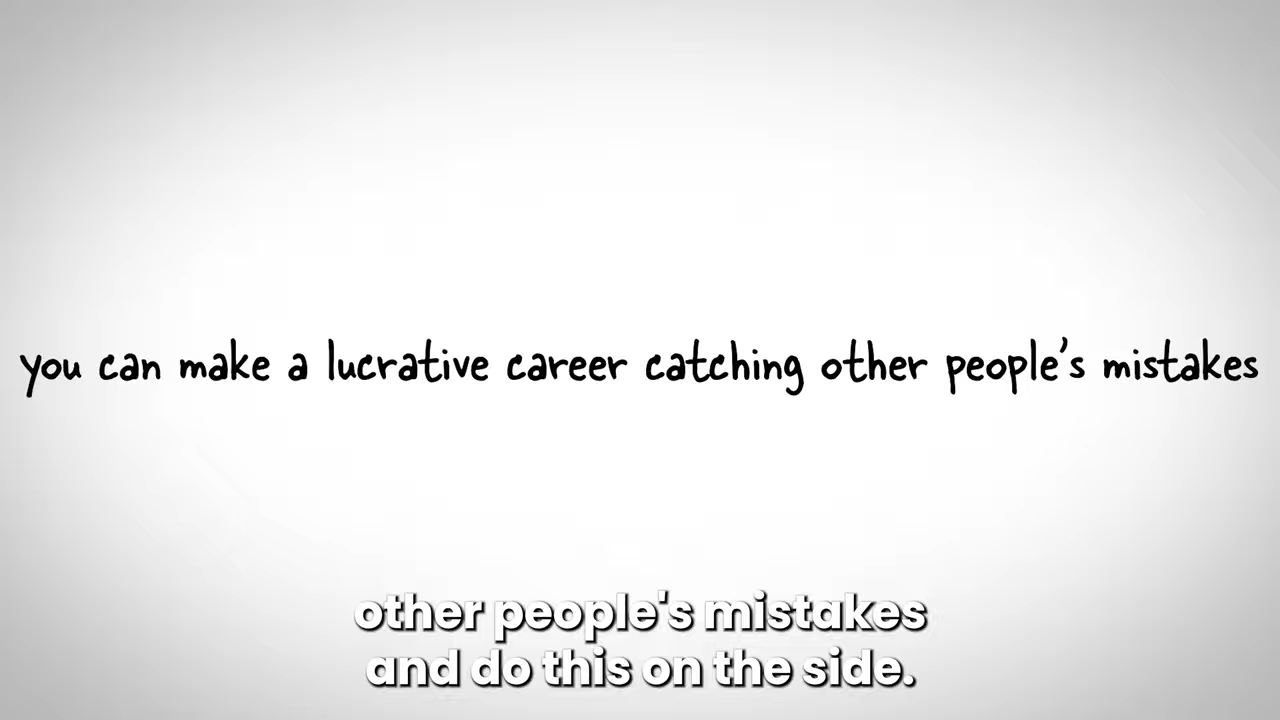 you can make a lucrative career catching other people's mistakes
other people's mistakes
and do this on the side.